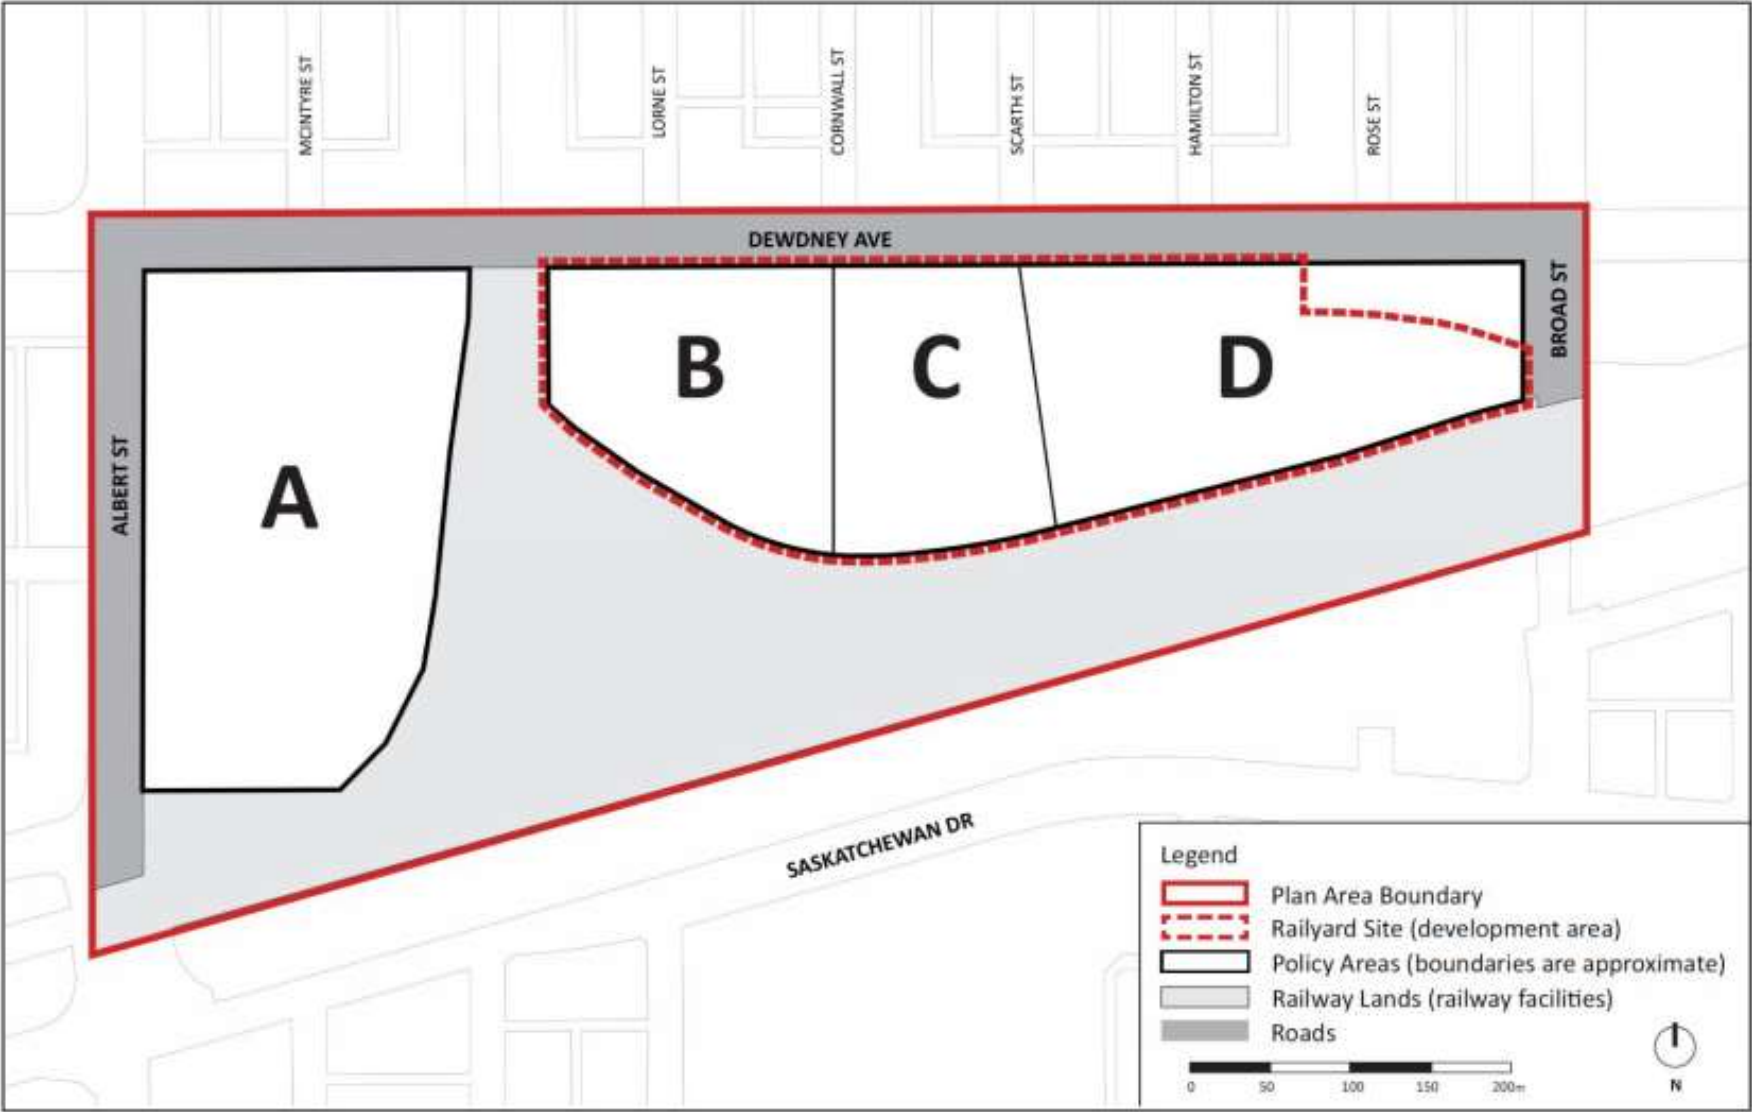 MCINTYRE ST
LORNE ST
CORNWALL ST
SCARTH ST
HAMILTON ST
ROSE ST
DEWDNEY AVE
BROAD ST
ALBERT ST
A
B
C
D
SASKATCHEWAN DR
Legend
Plan Area Boundary
Railyard Site (development area)
Policy Areas (boundaries are approximate)
Railway Lands (railway facilities)
Roads
0 50 100 150 200m
N